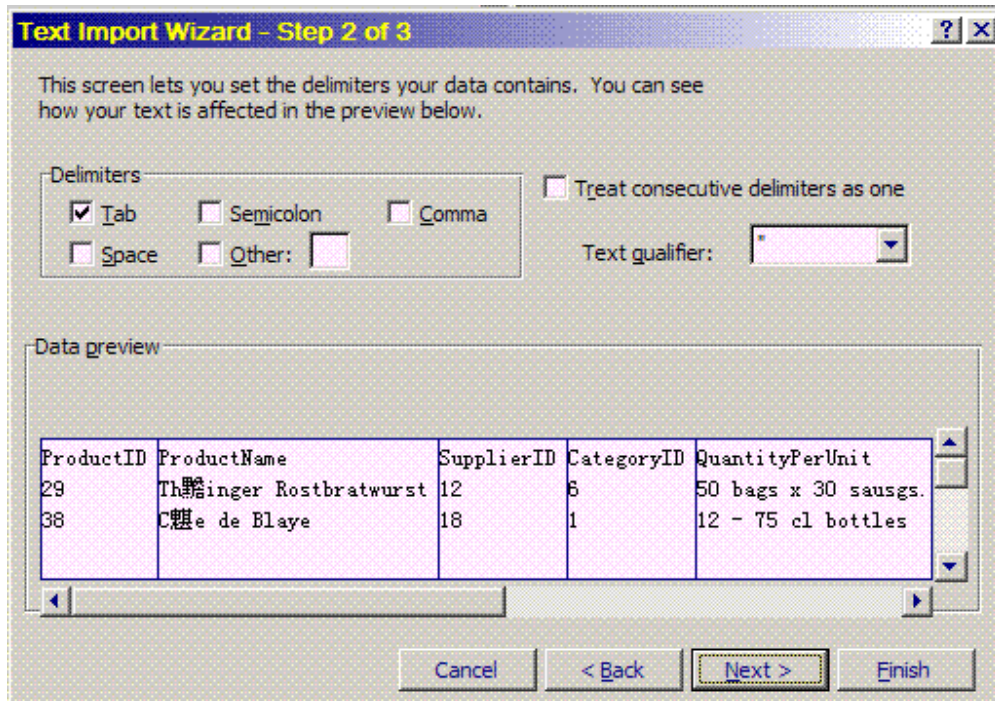 Text Import Wizard - Step 2 of 3
This screen lets you set the delimiters your data contains. You can see
how your text is affected in the preview below.
Delimiters
Tab Semicolon Comma
Space Other:
Treat consecutive delimiters as one
Text qualifier: "
Data preview
ProductID ProductName SupplierID CategoryID QuantityPerUnit
29 Rostbratwurst 12 6 50 bags x 30 sausgs.
38 de Blaye 18 1 12 - 75 cl bottles
Cancel < Back Next > Finish